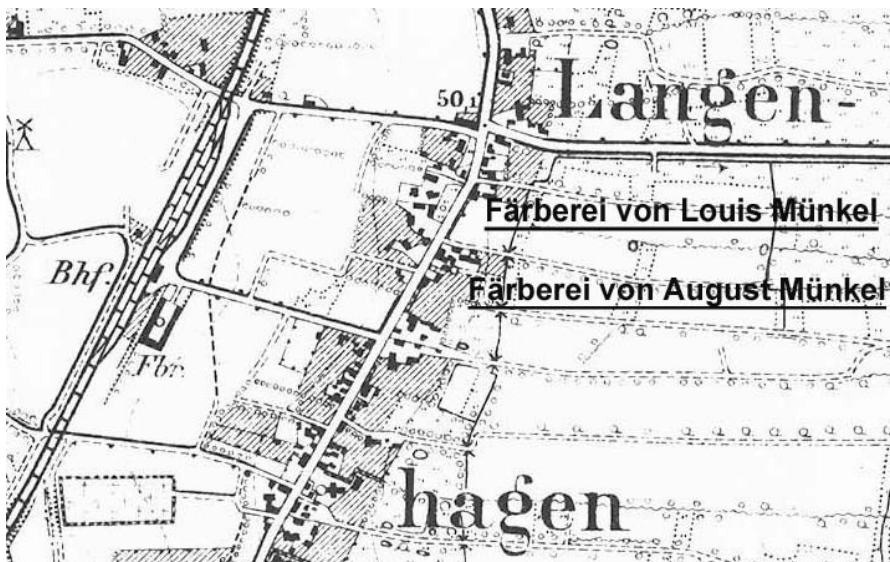 50,1
Langen-
Färberei von Louis Münkel
Bhf.
Färberei von August Münkel
Fbr.
hagen